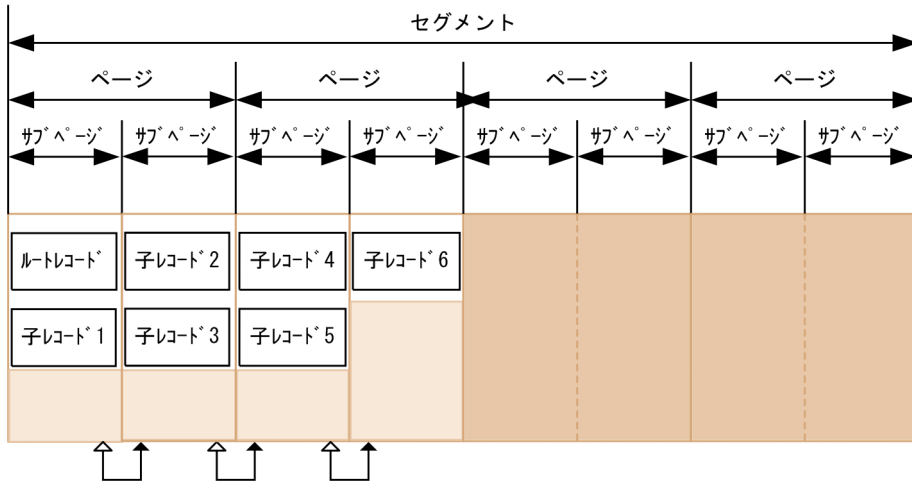 セグメント
ページ ページ ページ ページ
ｻﾌﾞﾍﾟｰｼﾞ ｻﾌﾞﾍﾟｰｼﾞ ｻﾌﾞﾍﾟｰｼﾞ ｻﾌﾞﾍﾟｰｼﾞ ｻﾌﾞﾍﾟｰｼﾞ ｻﾌﾞﾍﾟｰｼﾞ ｻﾌﾞﾍﾟｰｼﾞ ｻﾌﾞﾍﾟｰｼﾞ
ﾙｰﾄﾚｺｰﾄﾞ 子ﾚｺｰﾄﾞ2 子ﾚｺｰﾄﾞ4 子ﾚｺｰﾄﾞ6
子ﾚｺｰﾄﾞ1 子ﾚｺｰﾄﾞ3 子ﾚｺｰﾄﾞ5